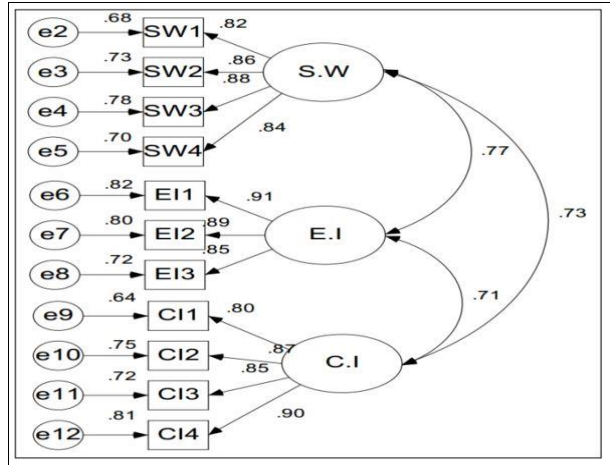 .68
e2 SW1 .82
.73
e3 SW2 .86 S.W
.88
.78
e4 SW3
.84
.70
e5 SW4
.77
.82
e6 EI1 .91
.73
.80
e7 EI2 .89 E.I
.85
.72
e8 EI3
.71
.64
e9 CI1 .80
.75
e10 CI2 .87 C.I
.85
.72
e11 CI3
.90
.81
e12 CI4